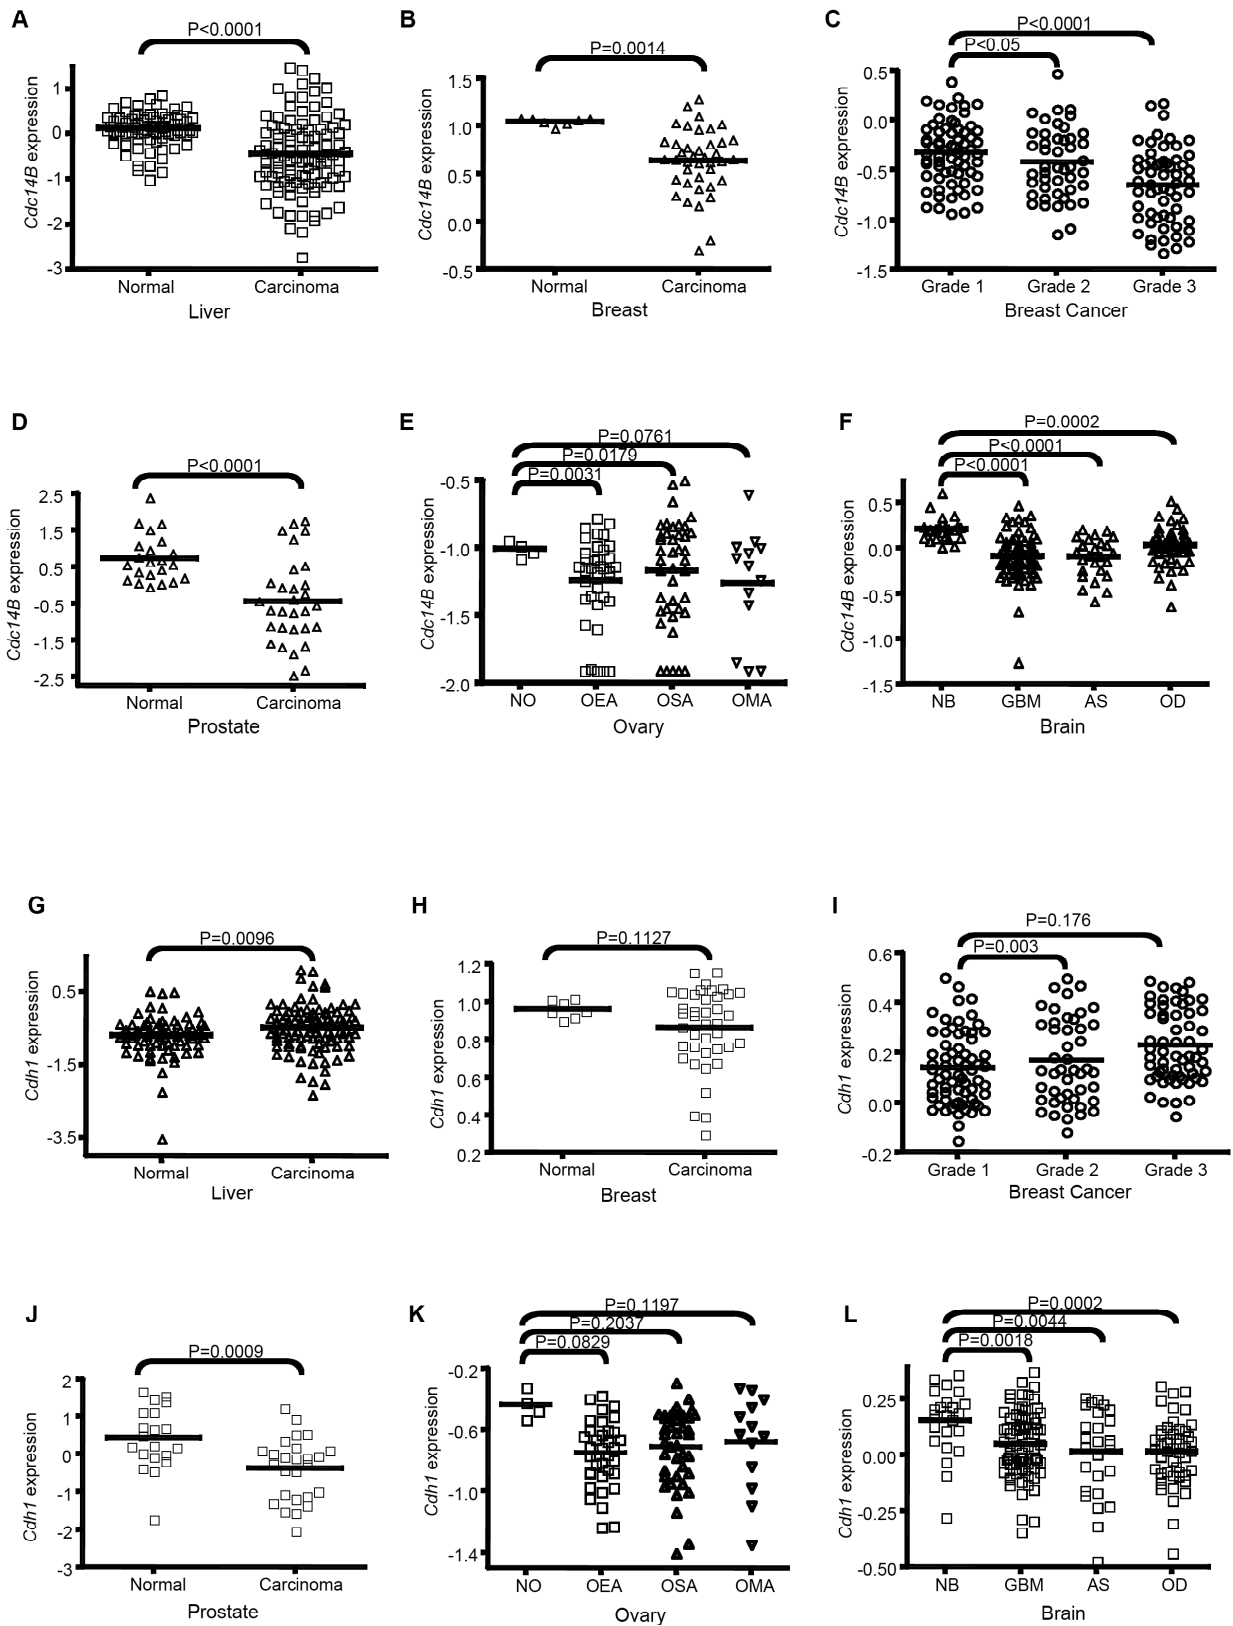 A
P<0.0001
Cdc14B expression
1
0
-1
-2
-3
Normal Carcinoma
Liver
B
P=0.0014
Cdc14B expression
1.5
1.0
0.5
0.0
-0.5
Normal Carcinoma
Breast
C
P<0.0001
P<0.05
Cdc14B expression
0.5
0.0
-0.5
-1.0
-1.5
Grade 1 Grade 2 Grade 3
Breast Cancer
D
P<0.0001
Cdc14B expression
2.5
1.5
0.5
-0.5
-1.5
-2.5
Normal Carcinoma
Prostate
E
P=0.0761
P=0.0179
P=0.0031
Cdc14B expression
-0.5
-1.0
-1.5
-2.0
NO OEA OSA OMA
Ovary
F
P=0.0002
P<0.0001
P<0.0001
Cdc14B expression
0.5
0.0
-0.5
-1.0
-1.5
NB GBM AS OD
Brain
G
P=0.0096
Cdh1 expression
0.5
-1.5
-3.5
Normal Carcinoma
Liver
H
P=0.1127
Cdh1 expression
1.2
1.0
0.8
0.6
0.4
0.2
Normal Carcinoma
Breast
I
P=0.176
P=0.003
Cdh1 expression
0.6
0.4
0.2
0.0
-0.2
Grade 1 Grade 2 Grade 3
Breast Cancer
J
P=0.0009
Cdh1 expression
2
1
0
-1
-2
-3
Normal Carcinoma
Prostate
K
P=0.1197
P=0.2037
P=0.0829
Cdh1 expression
-0.2
-0.6
-1.0
-1.4
NO OEA OSA OMA
Ovary
L
P=0.0002
P=0.0044
P=0.0018
Cdh1 expression
0.25
0.00
-0.25
-0.50
NB GBM AS OD
Brain